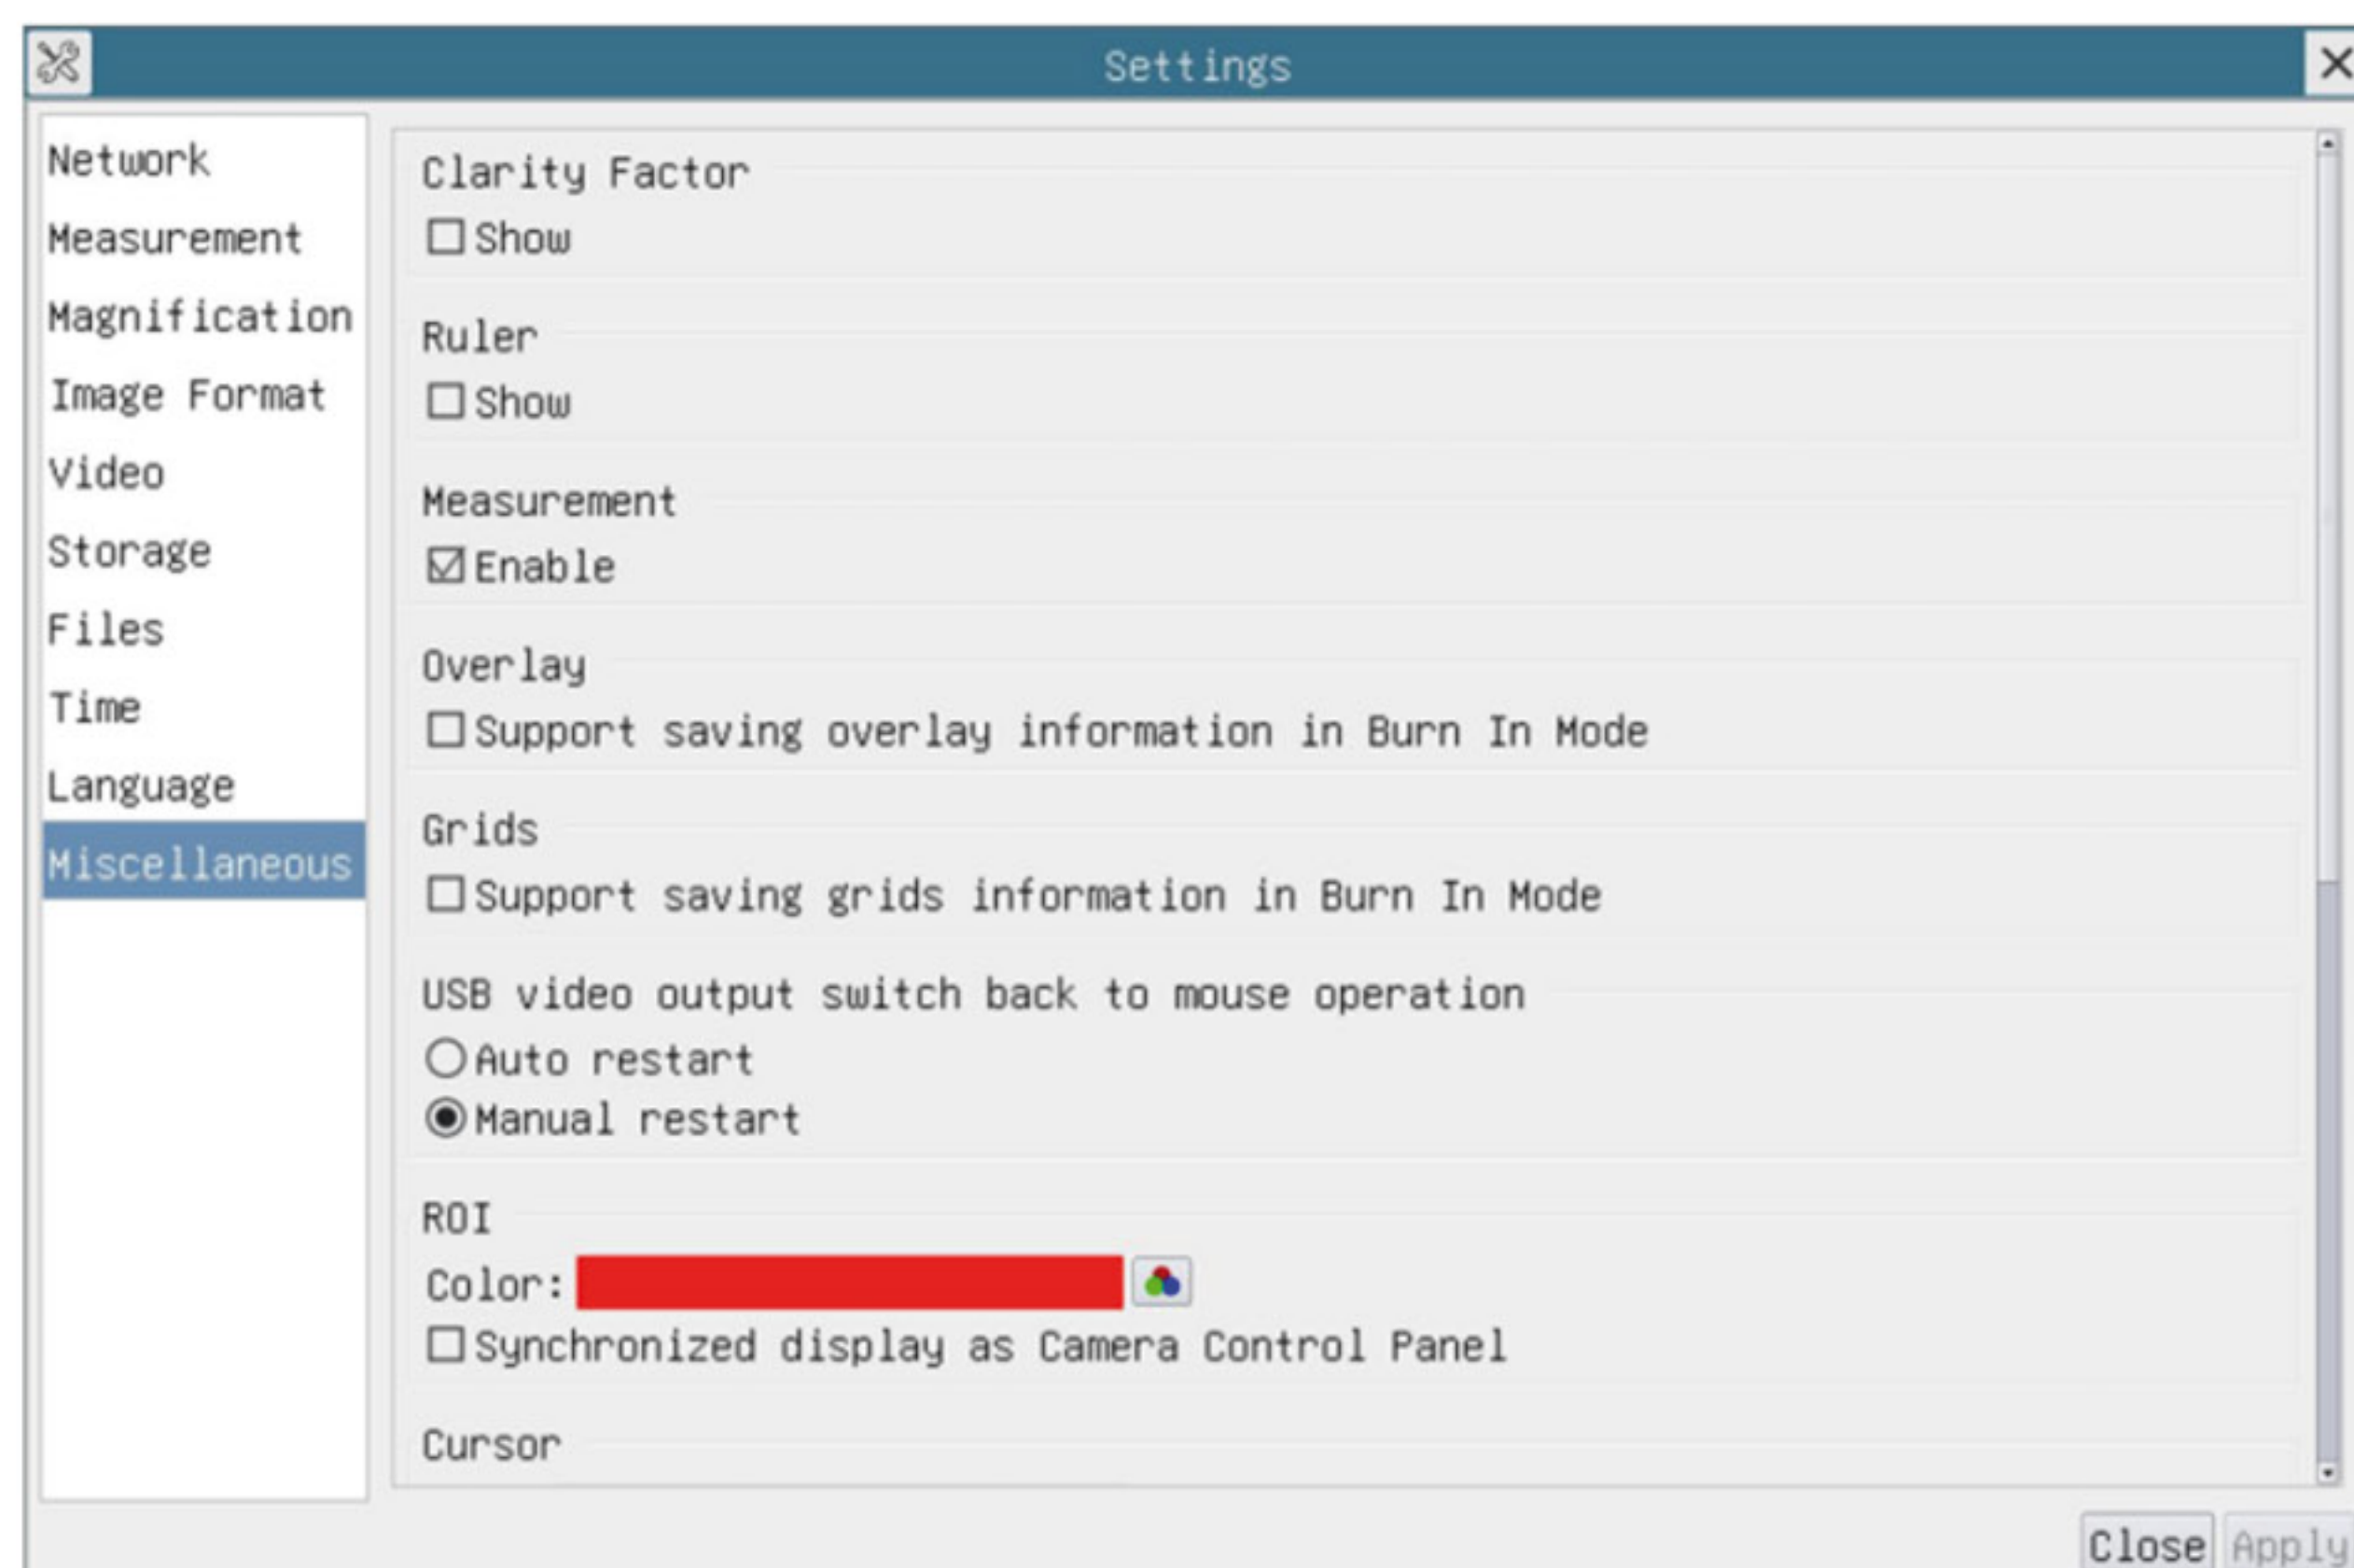 Settings
Network
Measurement
Magnification
Image Format
Video
Storage
Files
Time
Language
Miscellaneous
Clarity Factor
Show
Ruler
Show
Measurement
Enable
Overlay
Support saving overlay information in Burn In Mode
Grids
Support saving grids information in Burn In Mode
USB video output switch back to mouse operation
Auto restart
Manual restart
ROI
Color:
Synchronized display as Camera Control Panel
Cursor
Close Apply